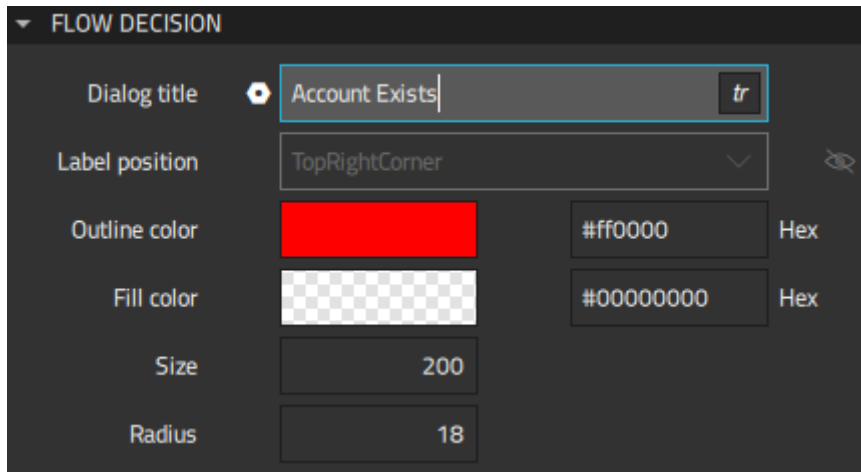 FLOW DECISION
Dialog title Account Exists tr
Label position TopRightCorner
Outline color #ff0000 Hex
Fill color #00000000 Hex
Size 200
Radius 18